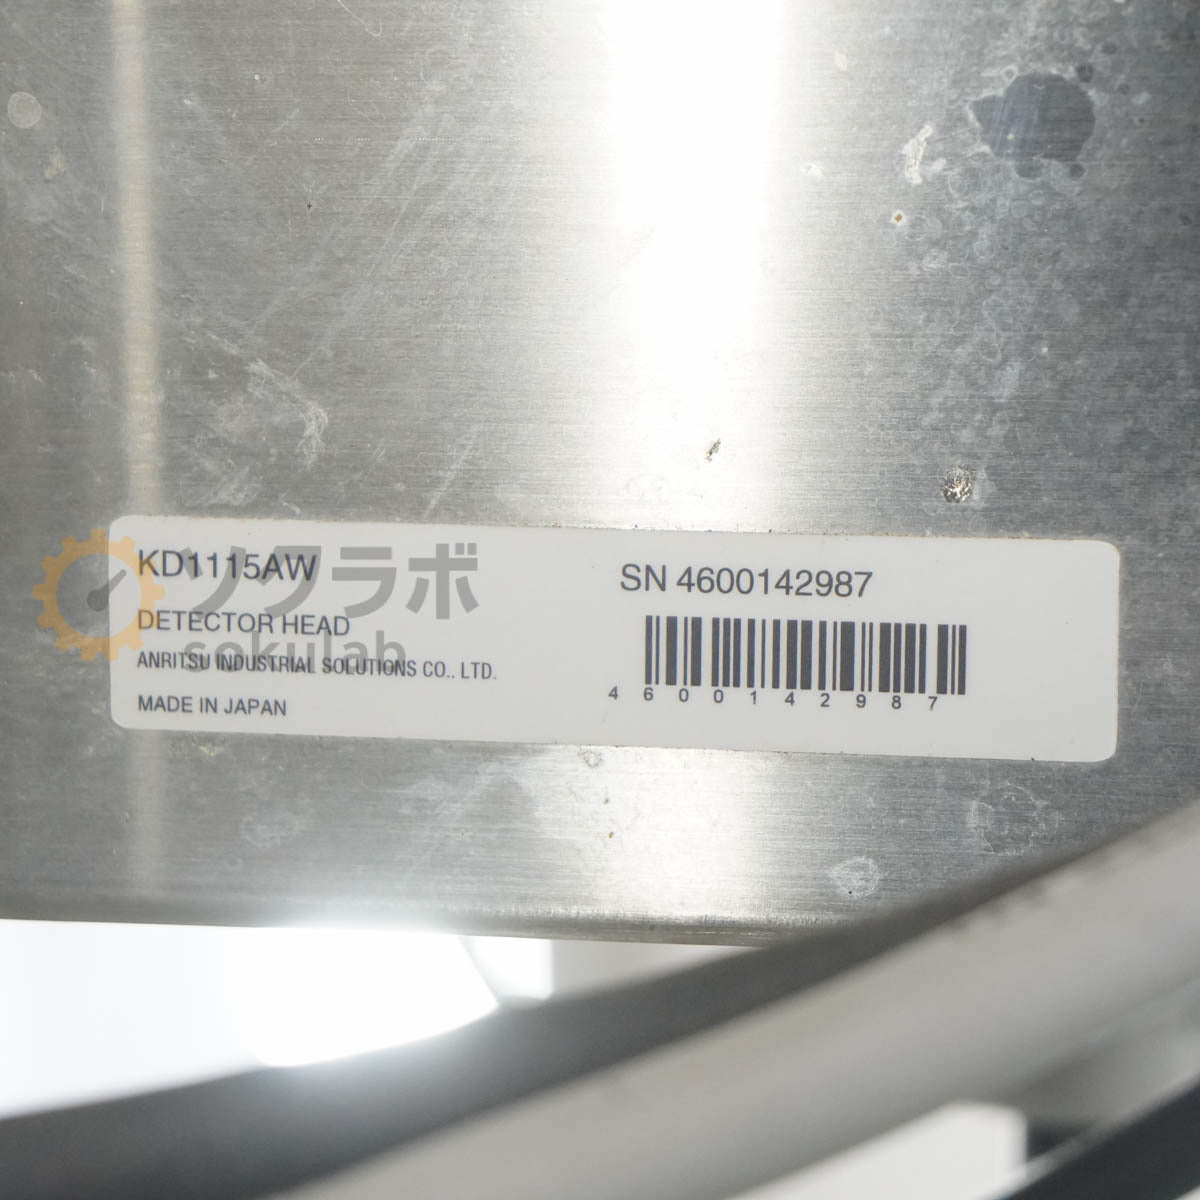 KD1115AW
DETECTOR HEAD
ANRITSU INDUSTRIAL SOLUTIONS CO., LTD.
MADE IN JAPAN
SN 4600142987
4600142987
ソクラボ
sokulab